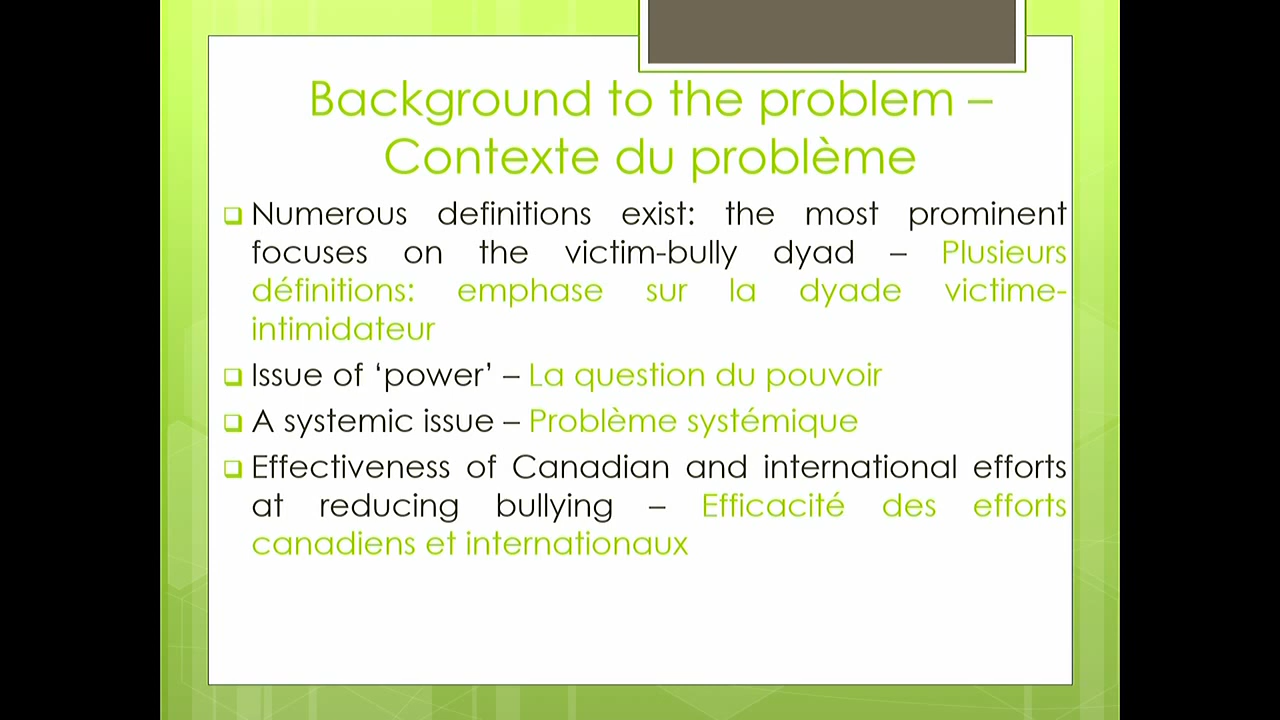 Background to the problem –
Contexte du problème
Numerous definitions exist: the most prominent
focuses on the victim-bully dyad – Plusieurs
définitions: emphase sur la dyade victime-
intimidateur
Issue of ‘power’ – La question du pouvoir
A systemic issue – Problème systémique
Effectiveness of Canadian and international efforts
at reducing bullying – Efficacité des efforts
canadiens et internationaux